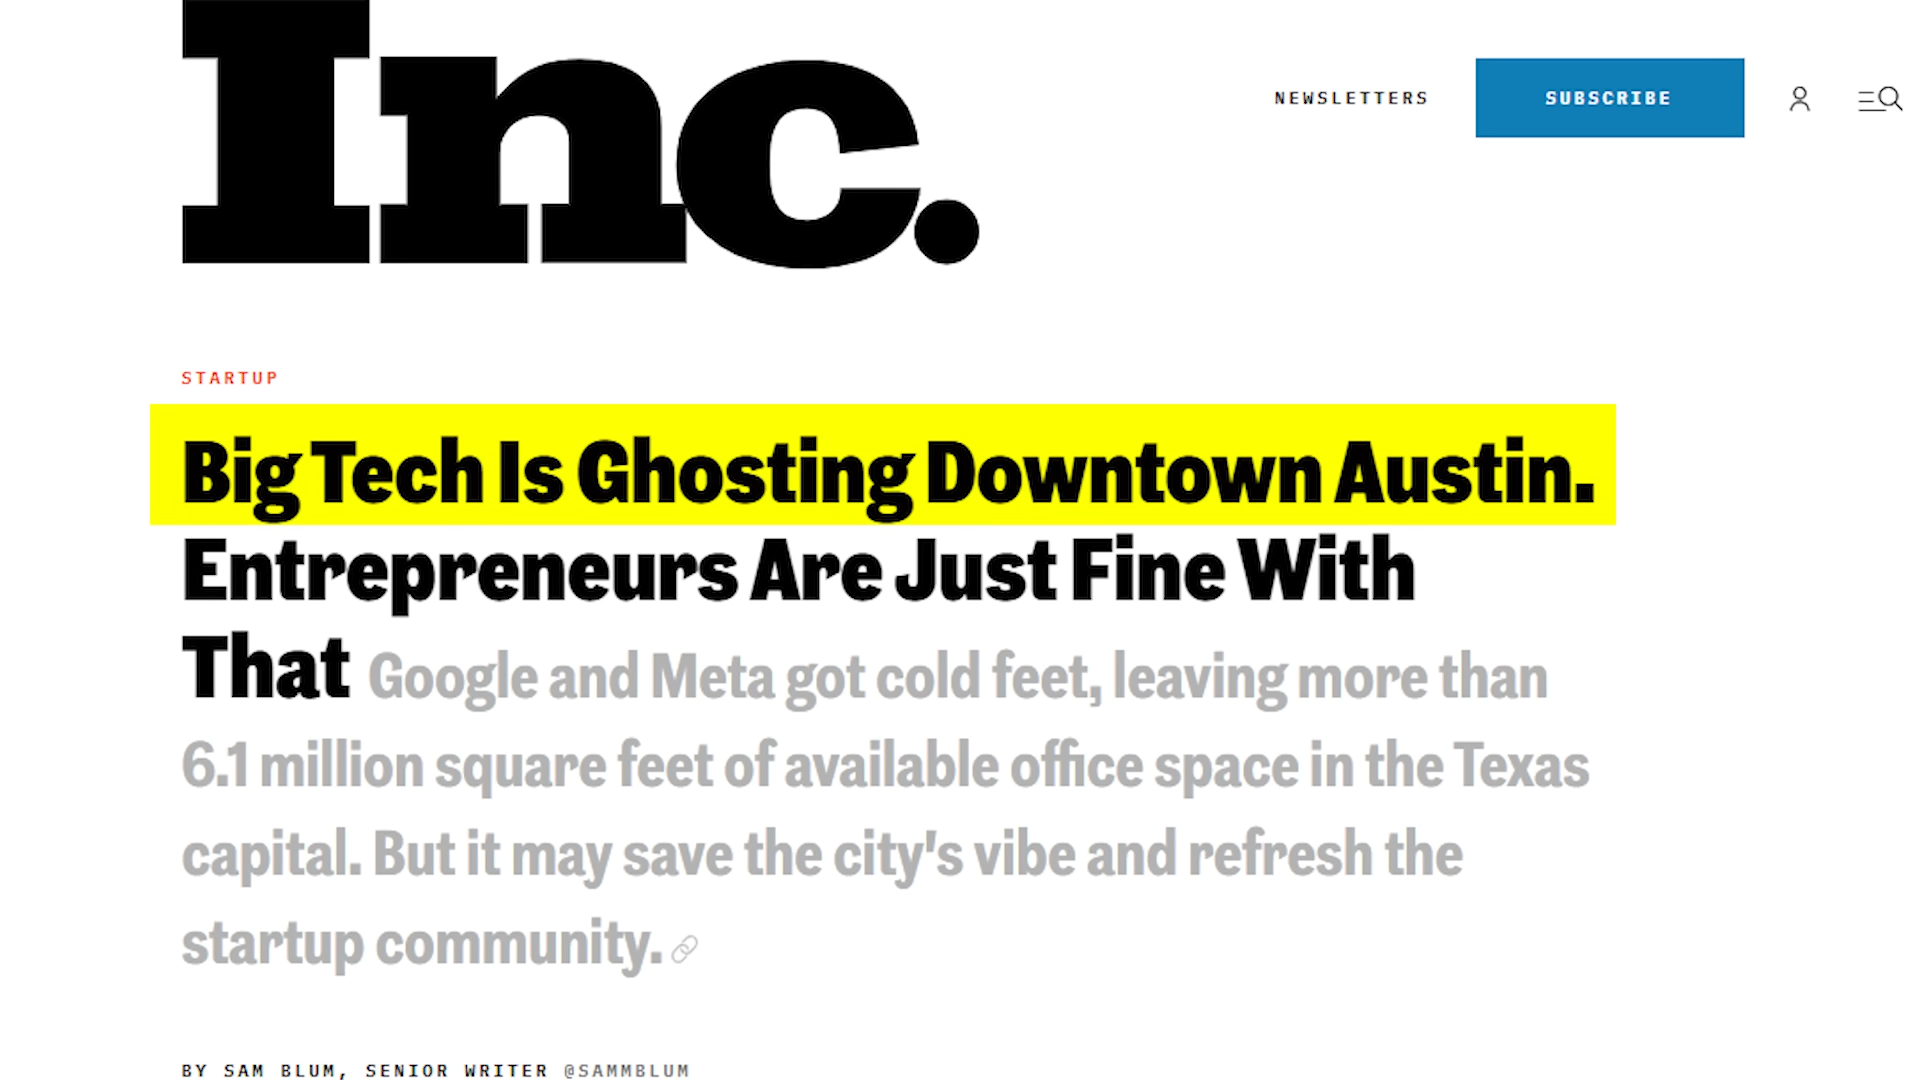 Inc.
NEWSLETTERS
SUBSCRIBE
STARTUP
Big Tech Is Ghosting Downtown Austin.
Entrepreneurs Are Just Fine With
That Google and Meta got cold feet, leaving more than
6.1 million square feet of available office space in the Texas
capital. But it may save the city's vibe and refresh the
startup community.
BY SAM BLUM, SENIOR WRITER @SAMMBLUM